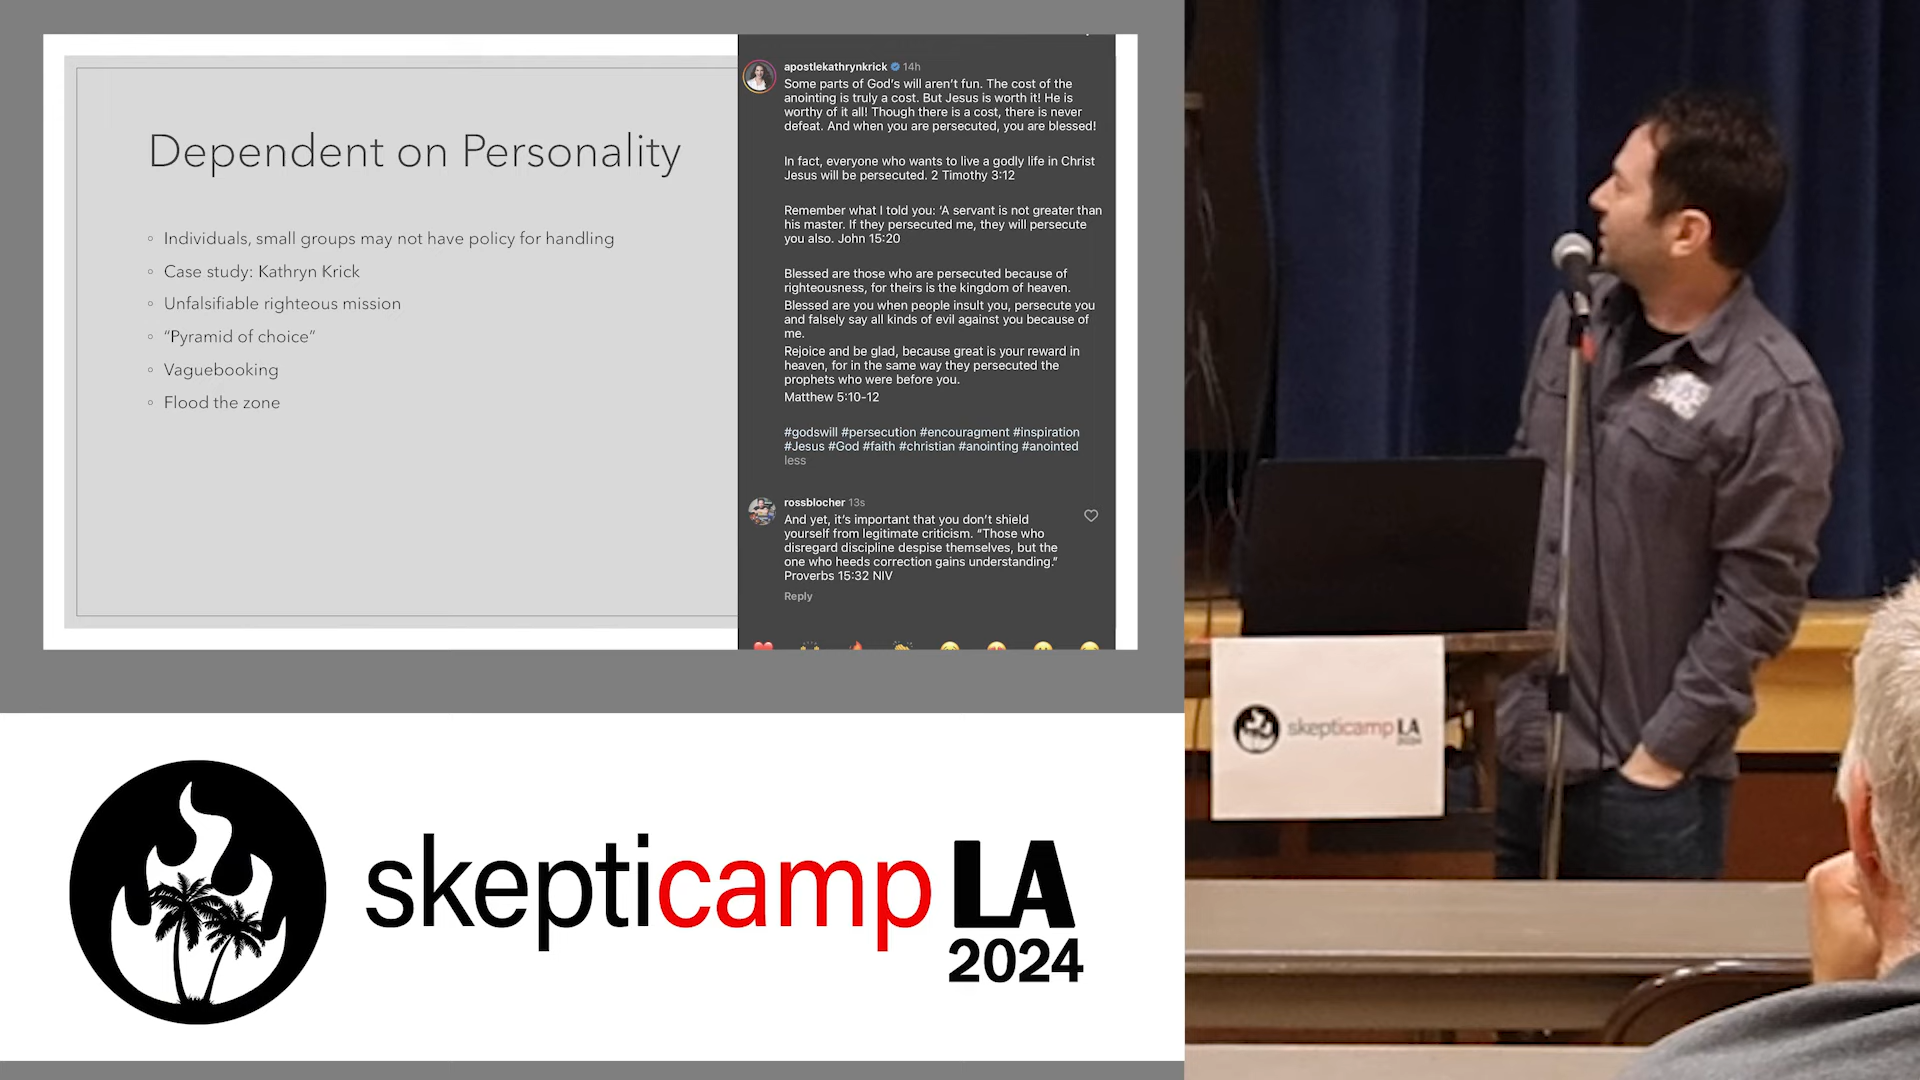 Dependent on Personality
Individuals, small groups may not have policy for handling
Case study: Kathryn Krick
Unfalsifiable righteous mission
“Pyramid of choice”
Vaguebooking
Flood the zone
apostlekathrynkrick 14h
Some parts of God's will aren't fun. The cost of the
anointing is truly a cost. But Jesus is worth it! He is
worthy of it all! Though there is a cost, there is never
defeat. And when you are persecuted, you are blessed!
In fact, everyone who wants to live a godly life in Christ
Jesus will be persecuted. 2 Timothy 3:12
Remember what I told you: 'A servant is not greater than
his master. If they persecuted me, they will persecute
you also. John 15:20
Blessed are those who are persecuted because of
righteousness, for theirs is the kingdom of heaven.
Blessed are you when people insult you, persecute you
and falsely say all kinds of evil against you because of
me.
Rejoice and be glad, because great is your reward in
heaven, for in the same way they persecuted the
prophets who were before you.
Matthew 5:10-12
#godswill #persecution #encouragment #inspiration
#Jesus #God #faith #christian #anointing #anointed
less
rossblocher 13s
And yet, it's important that you don't shield
yourself from legitimate criticism. “Those who
disregard discipline despise themselves, but the
one who heeds correction gains understanding.”
Proverbs 15:32 NIV
Reply
skepticamp LA
2024
skepticamp LA
2024